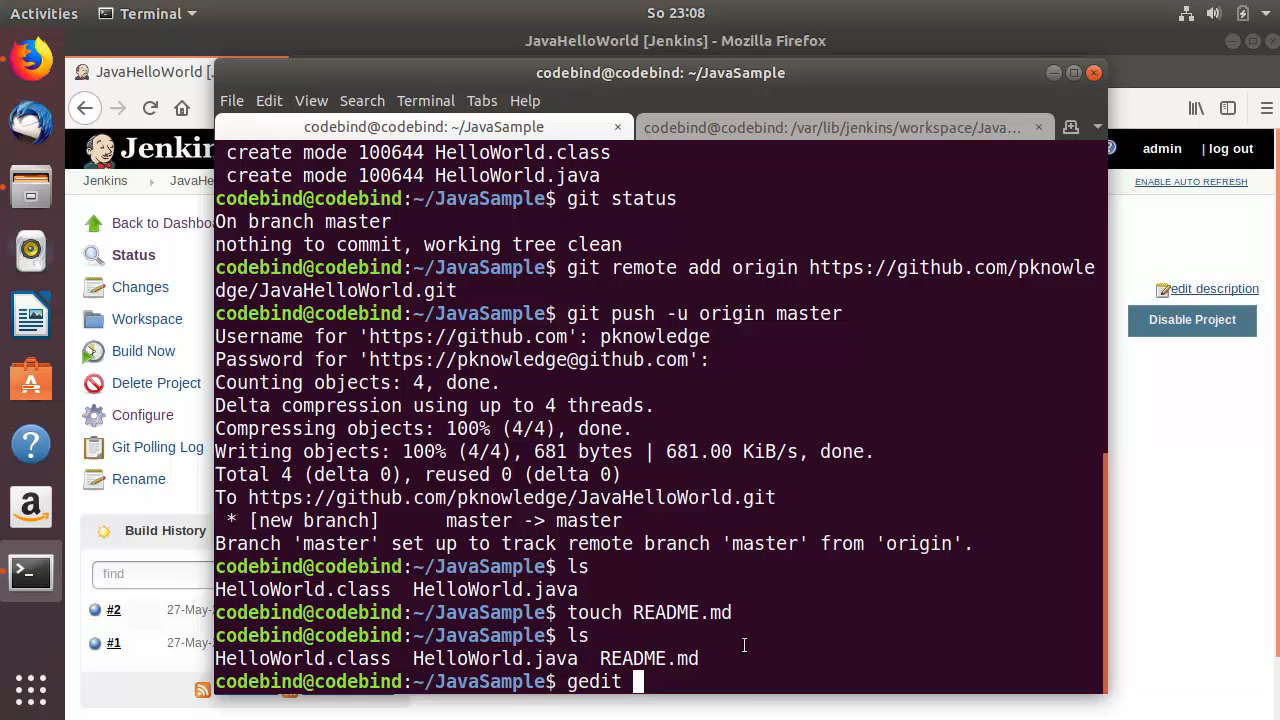 Activities
Terminal
So 23:08
JavaHelloWorld [Jenkins] - Mozilla Firefox
JavaHelloWorld [J
codebind@codebind: ~/JavaSample
File Edit View Search Terminal Tabs Help
codebind@codebind: ~/JavaSample
codebind@codebind: /var/lib/jenkins/workspace/Java…
Jenkins
admin
| log out
Jenkins
JavaHe
ENABLE AUTO REFRESH
Back to Dashbo
Status
Changes
Workspace
Build Now
Delete Project
Configure
Git Polling Log
Rename
Build History
find
#2 27-May-2
#1 27-May-2
edit description
Disable Project
create mode 100644 HelloWorld.class
create mode 100644 HelloWorld.java
codebind@codebind:~/JavaSample$ git status
On branch master
nothing to commit, working tree clean
codebind@codebind:~/JavaSample$ git remote add origin https://github.com/pknowle
dge/JavaHelloWorld.git
codebind@codebind:~/JavaSample$ git push -u origin master
Username for 'https://github.com': pknowledge
Password for 'https://pknowledge@github.com':
Counting objects: 4, done.
Delta compression using up to 4 threads.
Compressing objects: 100% (4/4), done.
Writing objects: 100% (4/4), 681 bytes | 681.00 KiB/s, done.
Total 4 (delta 0), reused 0 (delta 0)
To https://github.com/pknowledge/JavaHelloWorld.git
* [new branch] master -> master
Branch 'master' set up to track remote branch 'master' from 'origin'.
codebind@codebind:~/JavaSample$ ls
HelloWorld.class HelloWorld.java
codebind@codebind:~/JavaSample$ touch README.md
codebind@codebind:~/JavaSample$ ls
HelloWorld.class HelloWorld.java README.md
codebind@codebind:~/JavaSample$ gedit